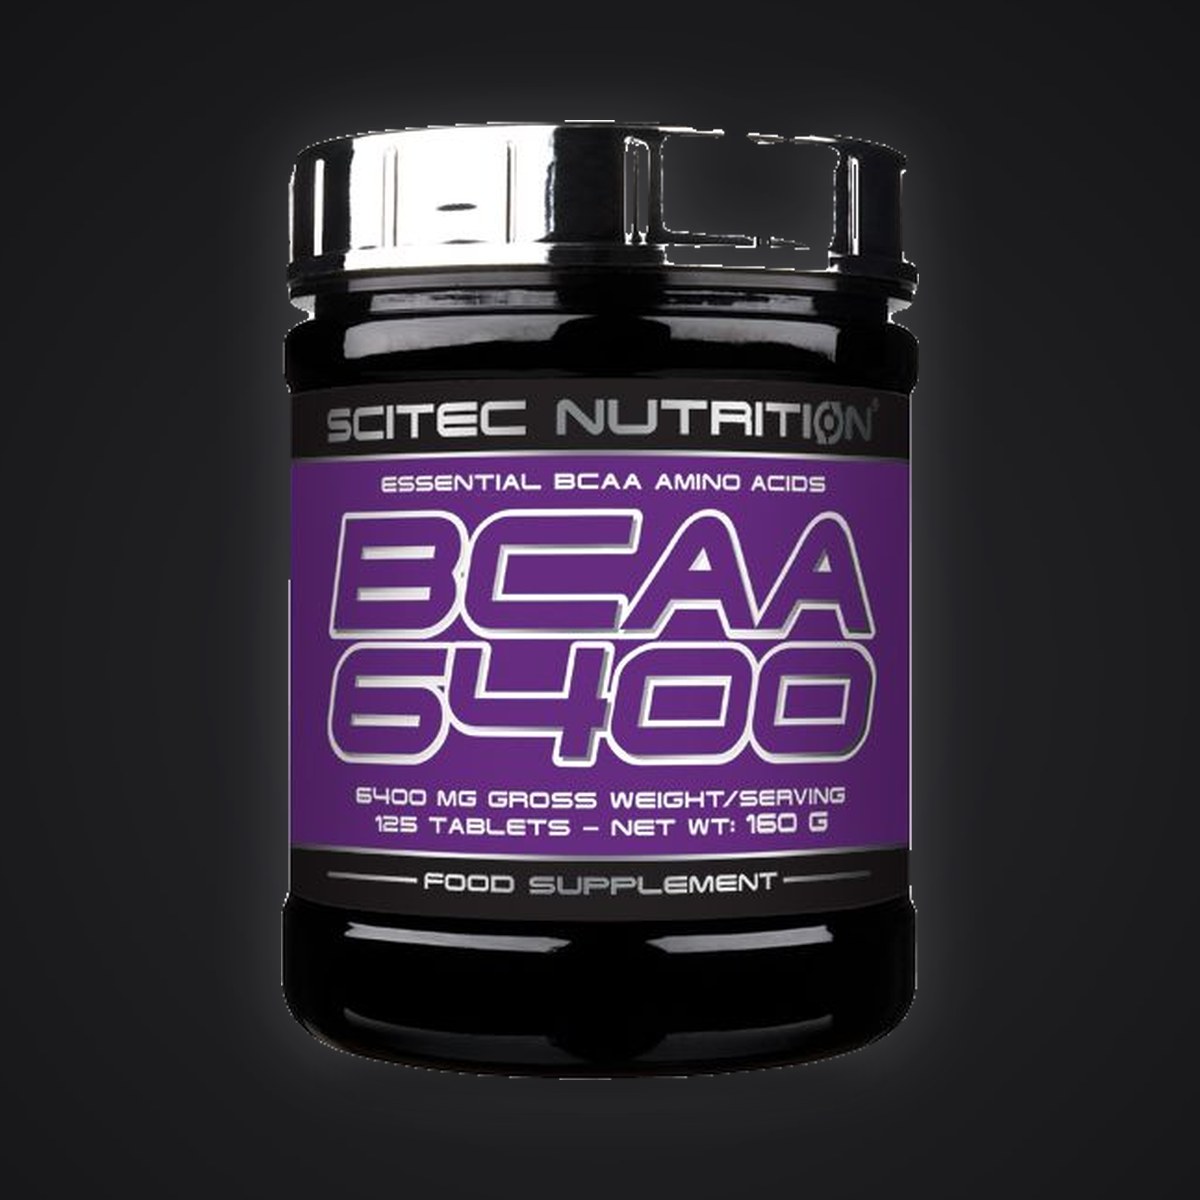 SCITEC NUTRITION®
ESSENTIAL BCAA AMINO ACIDS
BCAA
6400
6400 MG GROSS WEIGHT/SERVING
125 TABLETS – NET WT: 160 G
FOOD SUPPLEMENT